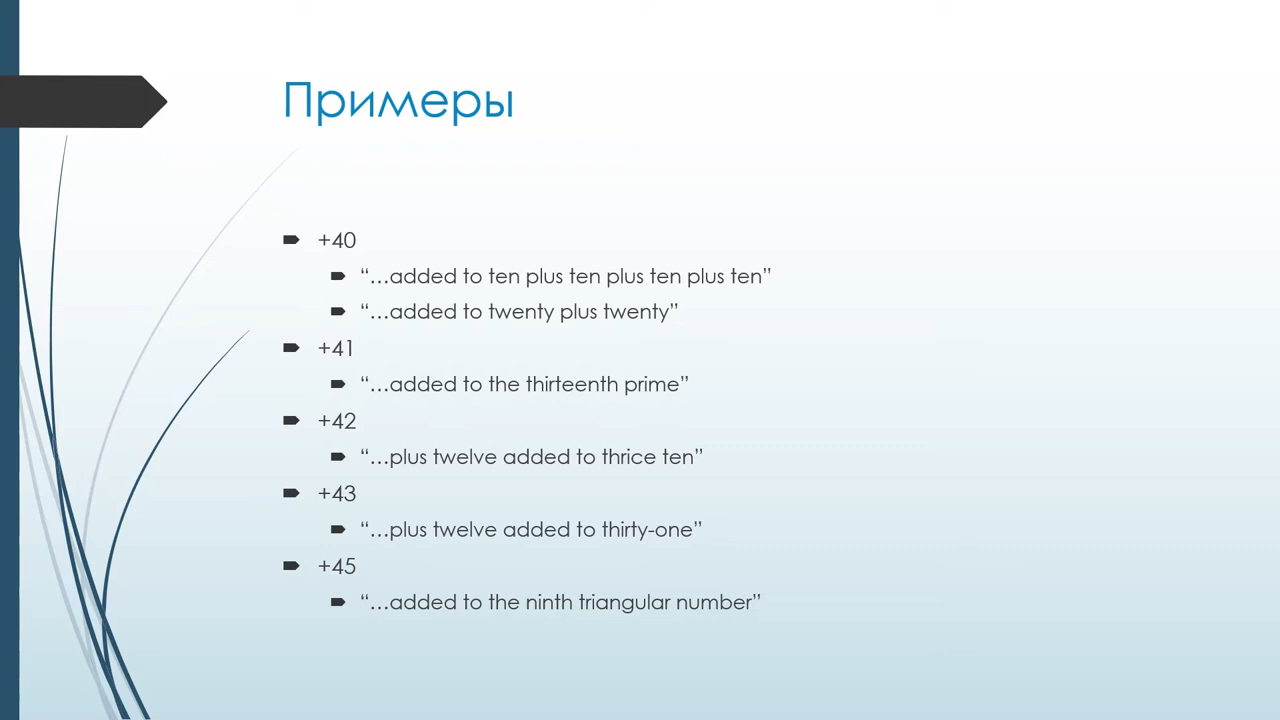 Примеры
+40
“…added to ten plus ten plus ten plus ten”
“…added to twenty plus twenty”
+41
“…added to the thirteenth prime”
+42
“…plus twelve added to thrice ten”
+43
“…plus twelve added to thirty-one”
+45
“…added to the ninth triangular number”